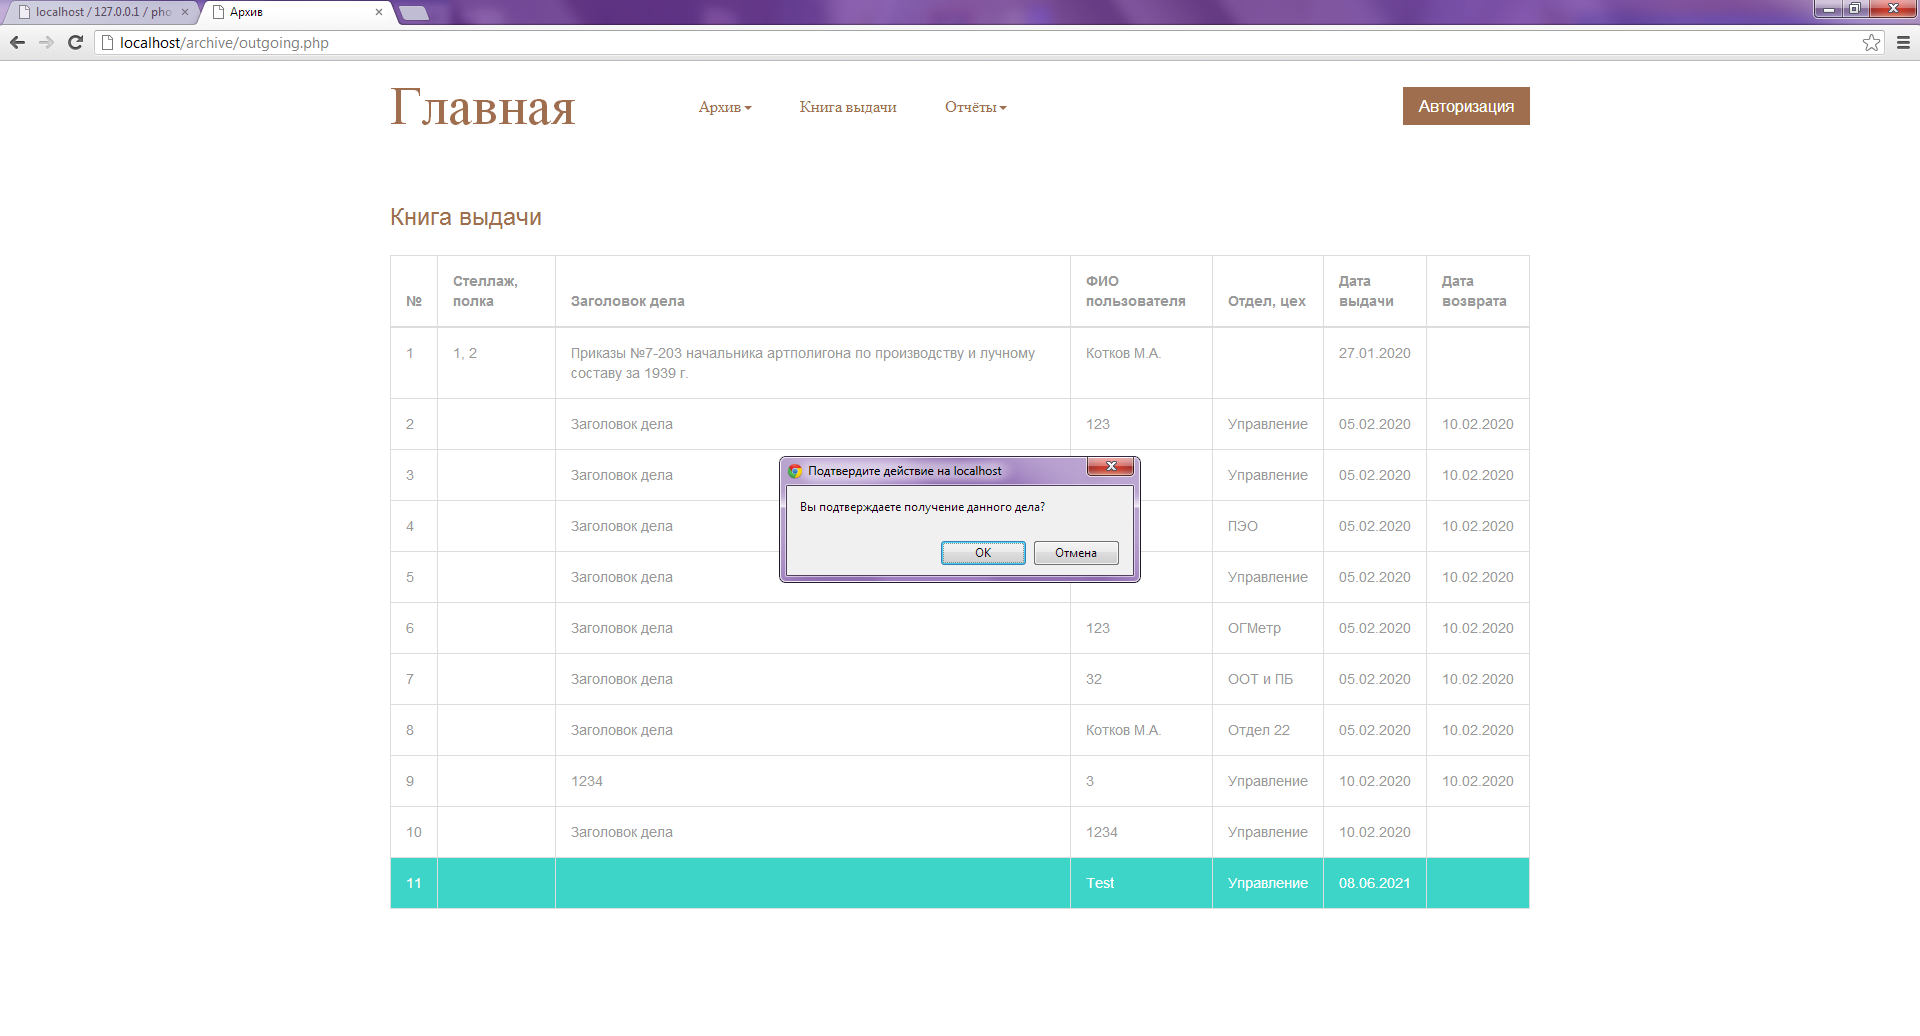 localhost / 127.0.0.1 / pho
Архив
localhost/archive/outgoing.php
Главная
Архив
Книга выдачи
Отчёты
Авторизация
Книга выдачи
№ Стеллаж, полка Заголовок дела ФИО пользователя Отдел, цех Дата выдачи Дата возврата
1 1, 2 Приказы №7-203 начальника артполигона по производству и лучному составу за 1939 г. Котков М.А. 27.01.2020
2 Заголовок дела 123 Управление 05.02.2020 10.02.2020
3 Заголовок дела Управление 05.02.2020 10.02.2020
4 Заголовок дела ПЭО 05.02.2020 10.02.2020
5 Заголовок дела Управление 05.02.2020 10.02.2020
6 Заголовок дела 123 ОГМетр 05.02.2020 10.02.2020
7 Заголовок дела 32 ООТ и ПБ 05.02.2020 10.02.2020
8 Заголовок дела Котков М.А. Отдел 22 05.02.2020 10.02.2020
9 1234 3 Управление 10.02.2020 10.02.2020
10 Заголовок дела 1234 Управление 10.02.2020
11 Test Управление 08.06.2021
Подтвердите действие на localhost
Вы подтверждаете получение данного дела?
OK
Отмена